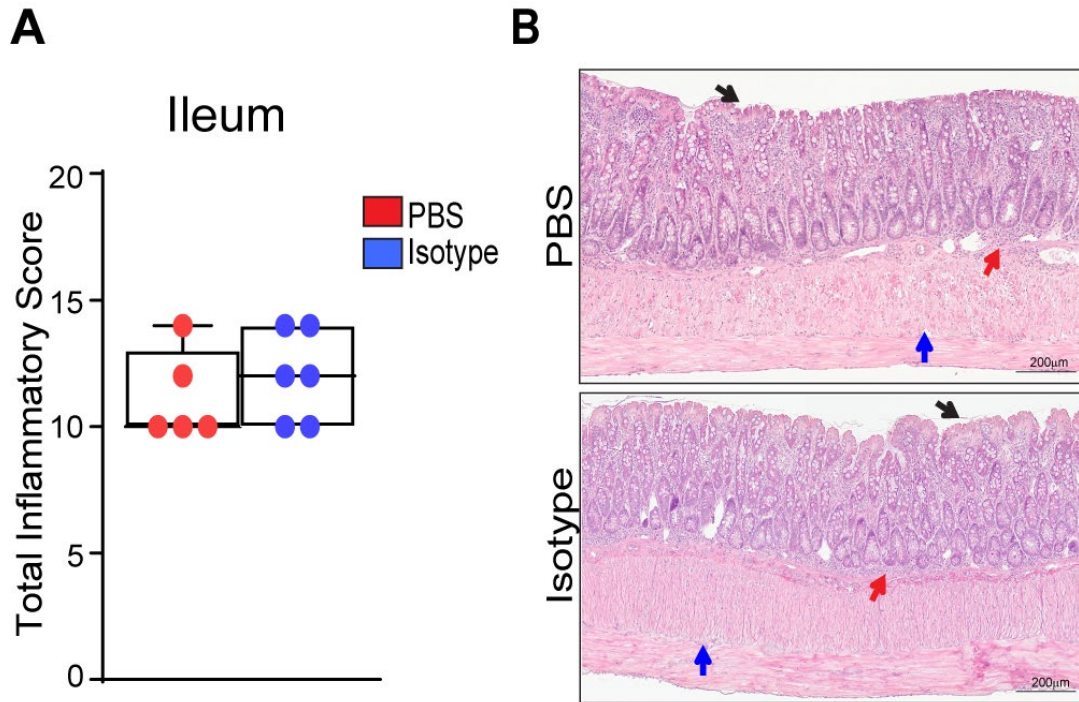 A
B
Ileum
Total Inflammatory Score
20
15
10
5
0
PBS
Isotype
PBS
200µm
Isotype
200µm